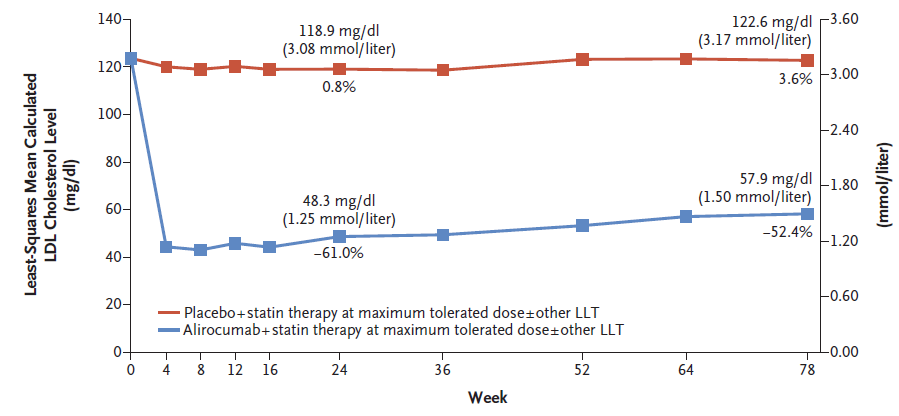 140
120
100
80
60
40
20
0
Least-Squares Mean Calculated
LDL Cholesterol Level
(mg/dl)
118.9 mg/dl
(3.08 mmol/liter)
0.8%
122.6 mg/dl
(3.17 mmol/liter)
3.6%
48.3 mg/dl
(1.25 mmol/liter)
−61.0%
57.9 mg/dl
(1.50 mmol/liter)
−52.4%
Placebo+statin therapy at maximum tolerated dose±other LLT
Alirocumab+statin therapy at maximum tolerated dose±other LLT
3.60
3.00
2.40
1.80
1.20
0.60
0.00
(mmol/liter)
0 4 8 12 16 24 36 52 64 78
Week